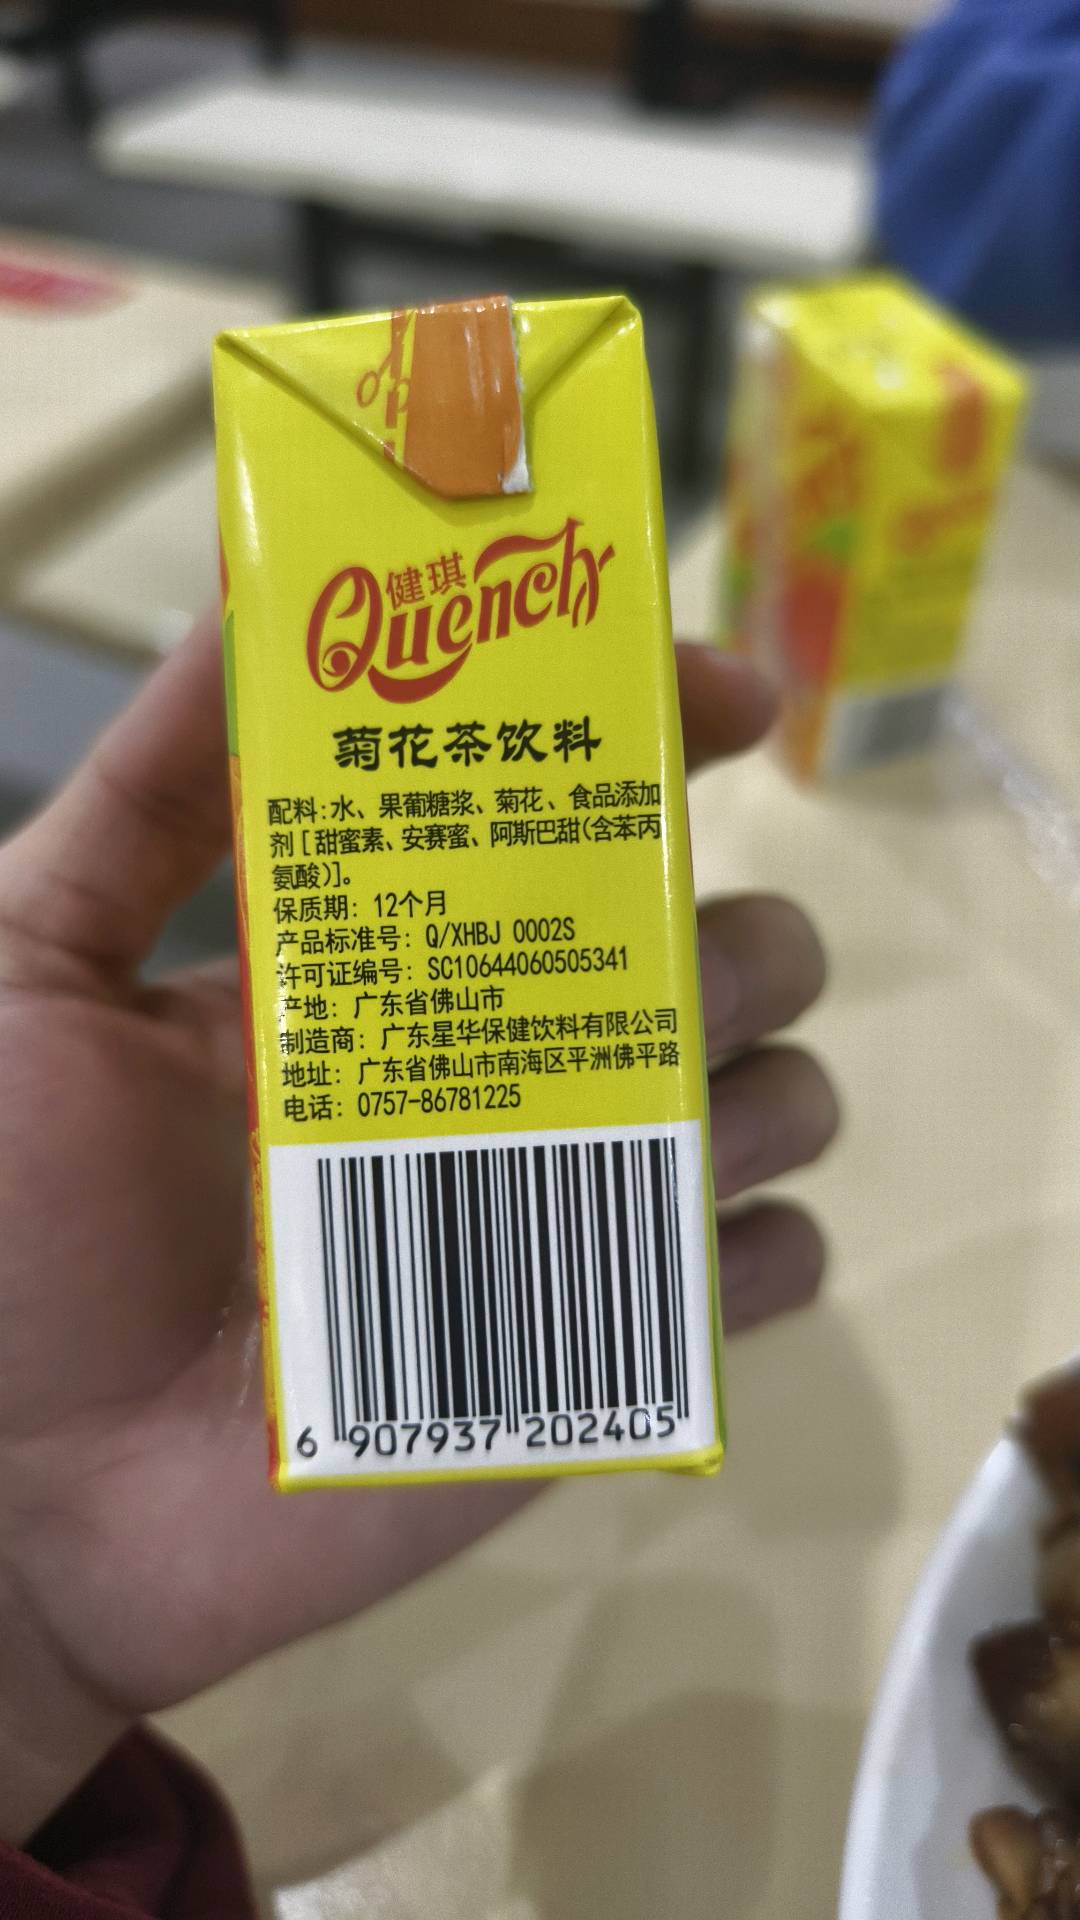 健琪
Quench
菊花茶饮料
配料:水、果葡糖浆、菊花、食品添加
剂[甜蜜素、安赛蜜、阿斯巴甜(含苯丙
氨酸)]。
保质期: 12个月
产品标准号: Q/XHBJ 0002S
许可证编号: SC10644060505341
产地: 广东省佛山市
制造商: 广东星华保健饮料有限公司
地址: 广东省佛山市南海区平洲佛平路
电话: 0757-86781225
6 907937 202405